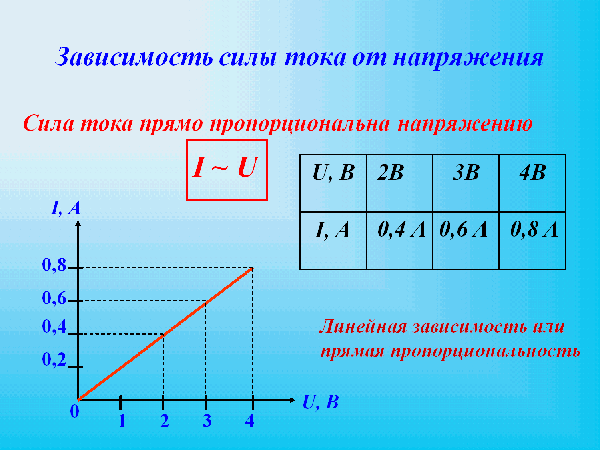 Зависимость силы тока от напряжения
Сила тока прямо пропорциональна напряжению
I ~ U
U, В 2В 3В 4В
I, А 0,4 А 0,6 А 0,8 А
I, А
0,8
0,6
0,4
0,2
0
1 2 3 4
U, В
Линейная зависимость или
прямая пропорциональность